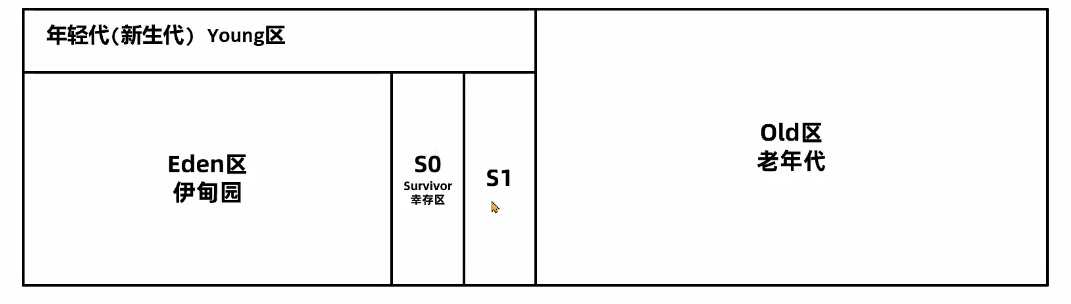 年轻代(新生代) Young区
Eden区
伊甸园
S0
Survivor
幸存区
S1
Old区
老年代